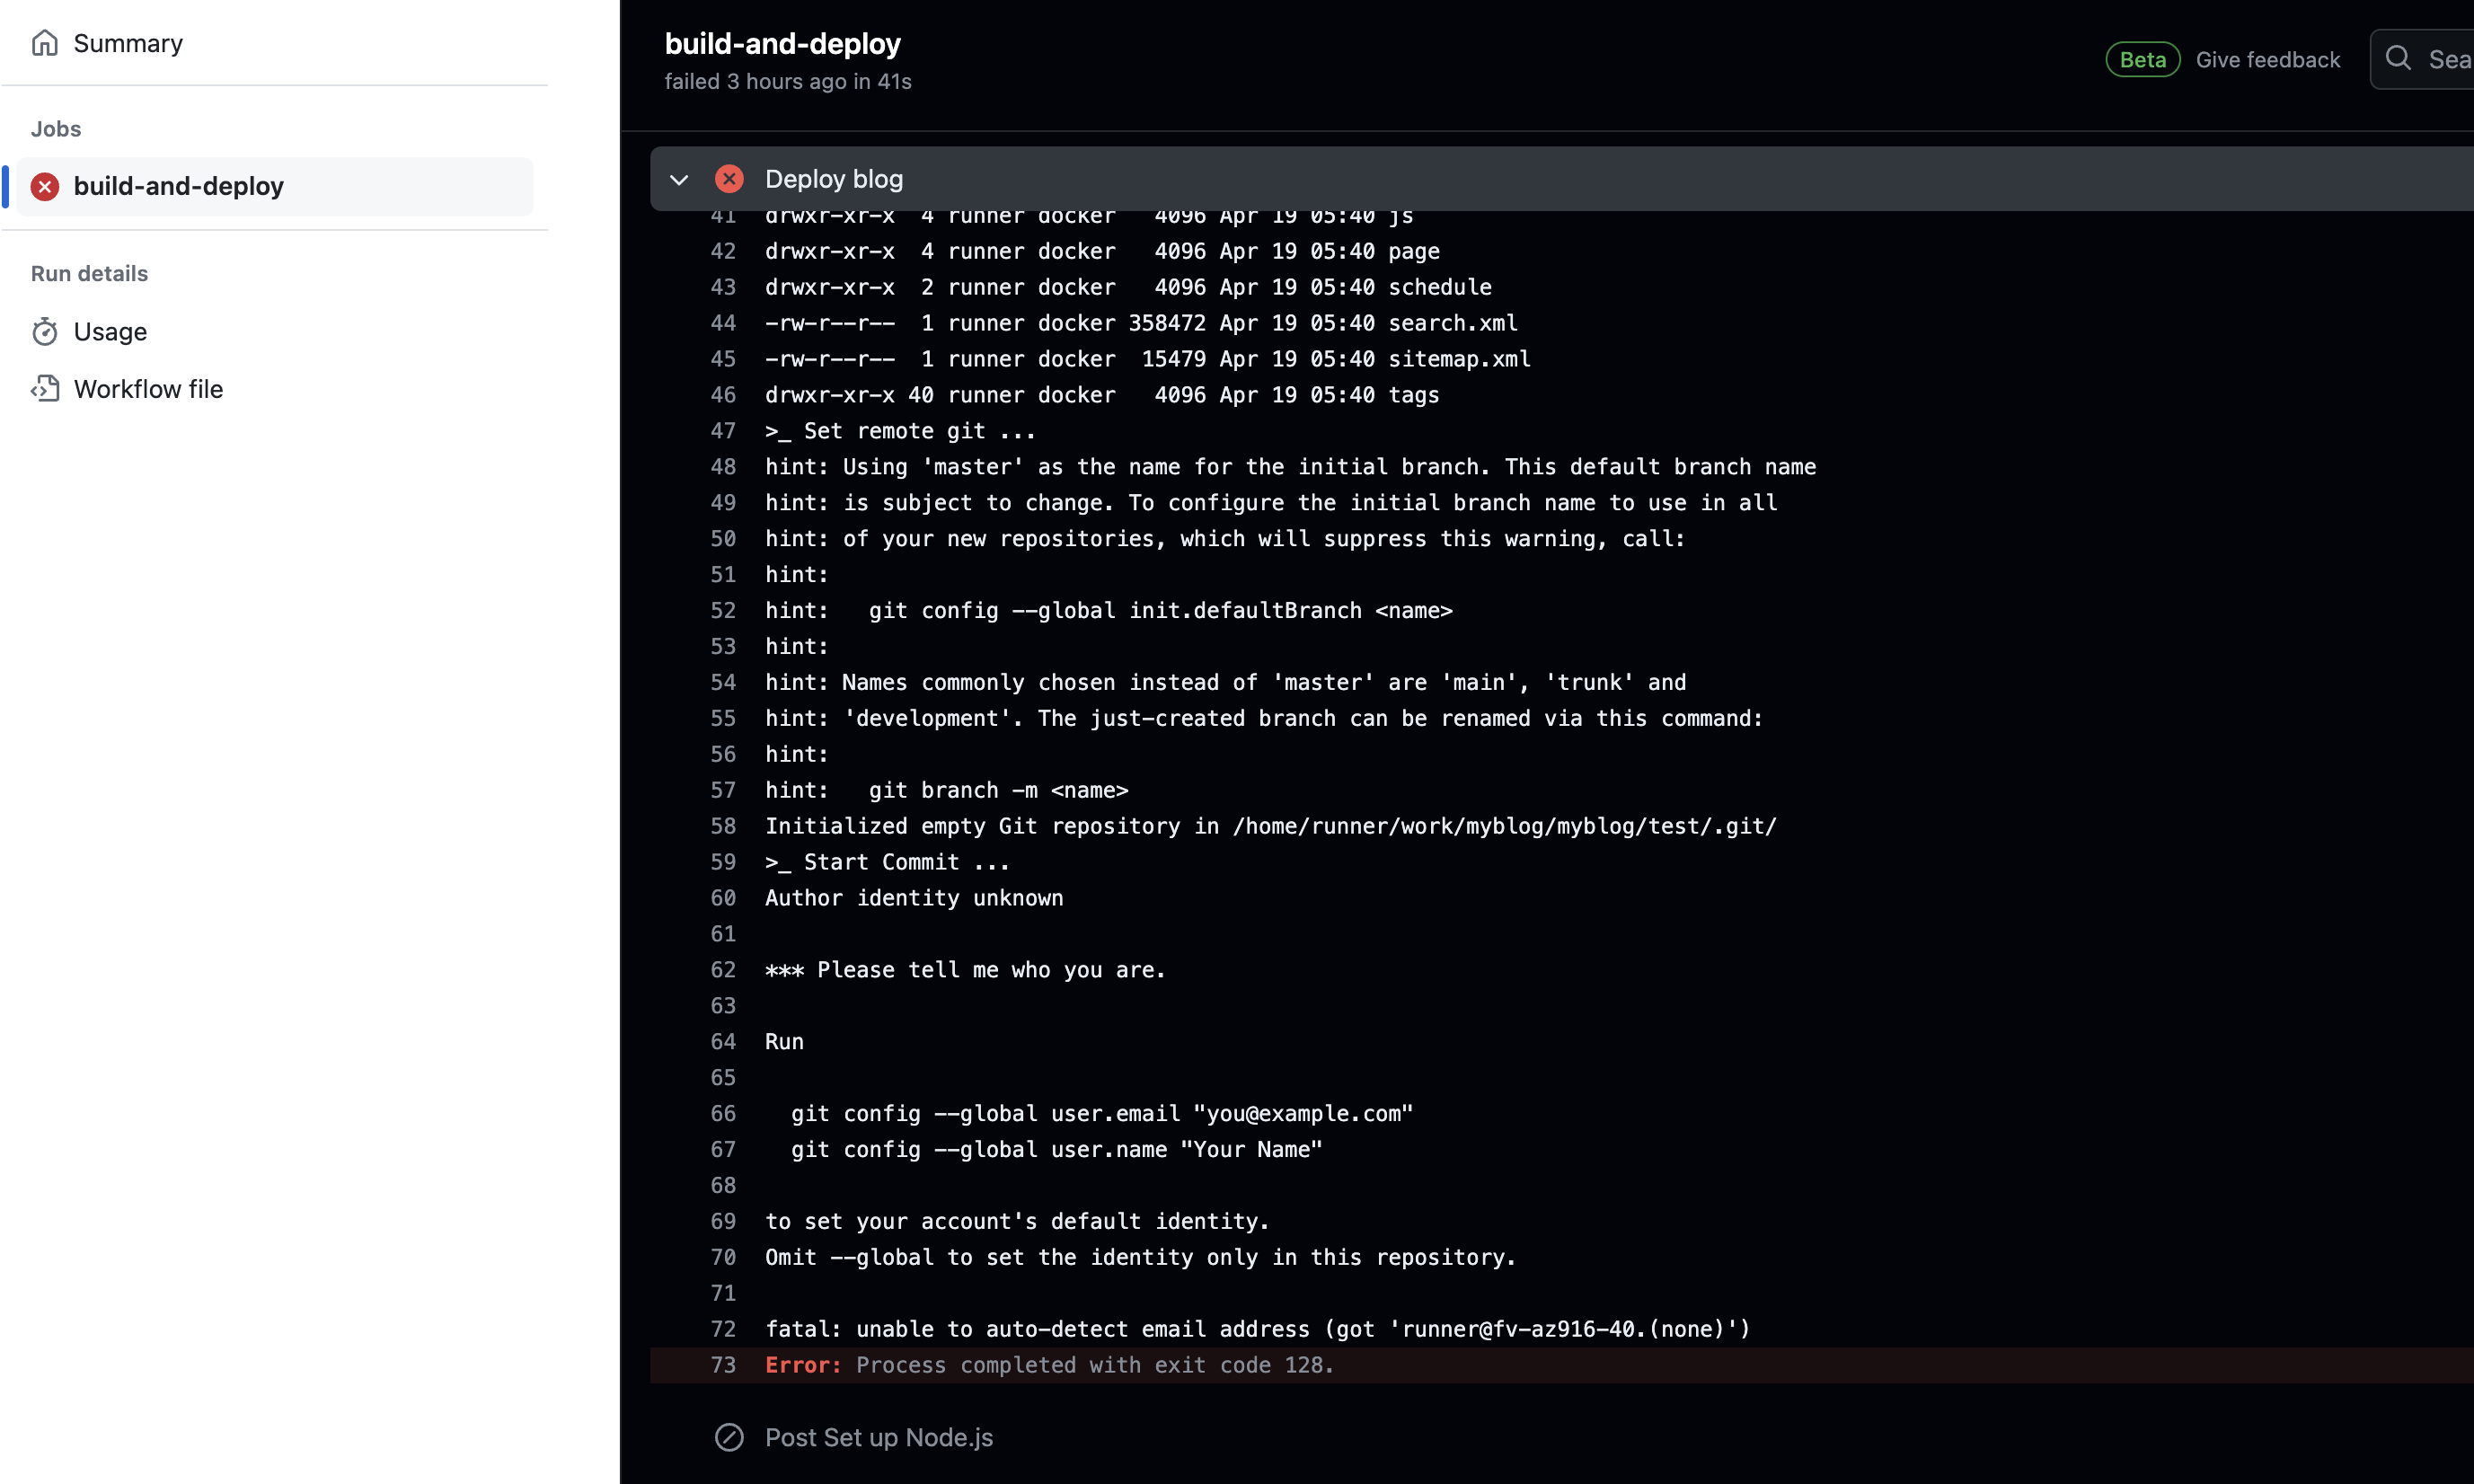 Summary
Jobs
build-and-deploy
Run details
Usage
Workflow file
build-and-deploy
failed 3 hours ago in 41s
Beta Give feedback
Deploy blog
41 drwxr-xr-x  4 runner docker   4096 Apr 19 05:40 js
42 drwxr-xr-x  4 runner docker   4096 Apr 19 05:40 page
43 drwxr-xr-x  2 runner docker   4096 Apr 19 05:40 schedule
44 -rw-r--r--  1 runner docker 358472 Apr 19 05:40 search.xml
45 -rw-r--r--  1 runner docker  15479 Apr 19 05:40 sitemap.xml
46 drwxr-xr-x 40 runner docker   4096 Apr 19 05:40 tags
47 >_ Set remote git ...
48 hint: Using 'master' as the name for the initial branch. This default branch name
49 hint: is subject to change. To configure the initial branch name to use in all
50 hint: of your new repositories, which will suppress this warning, call:
51 hint:
52 hint:   git config --global init.defaultBranch <name>
53 hint:
54 hint: Names commonly chosen instead of 'master' are 'main', 'trunk' and
55 hint: 'development'. The just-created branch can be renamed via this command:
56 hint:
57 hint:   git branch -m <name>
58 Initialized empty Git repository in /home/runner/work/myblog/myblog/test/.git/
59 >_ Start Commit ...
60 Author identity unknown
61
62 *** Please tell me who you are.
63
64 Run
65
66   git config --global user.email "you@example.com"
67   git config --global user.name "Your Name"
68
69 to set your account's default identity.
70 Omit --global to set the identity only in this repository.
71
72 fatal: unable to auto-detect email address (got 'runner@fv-az916-40.(none)')
73 Error: Process completed with exit code 128.
Post Set up Node.js